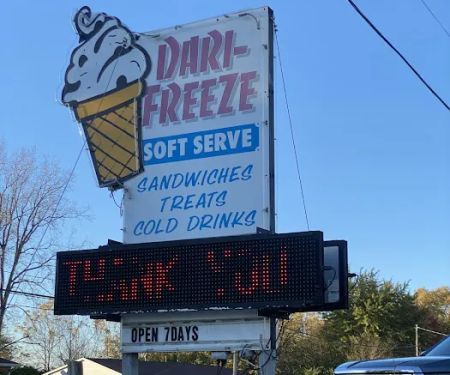 DARI-
FREEZE
SOFT SERVE
SANDWICHES
TREATS
COLD DRINKS
THANK YOU
OPEN 7DAYS